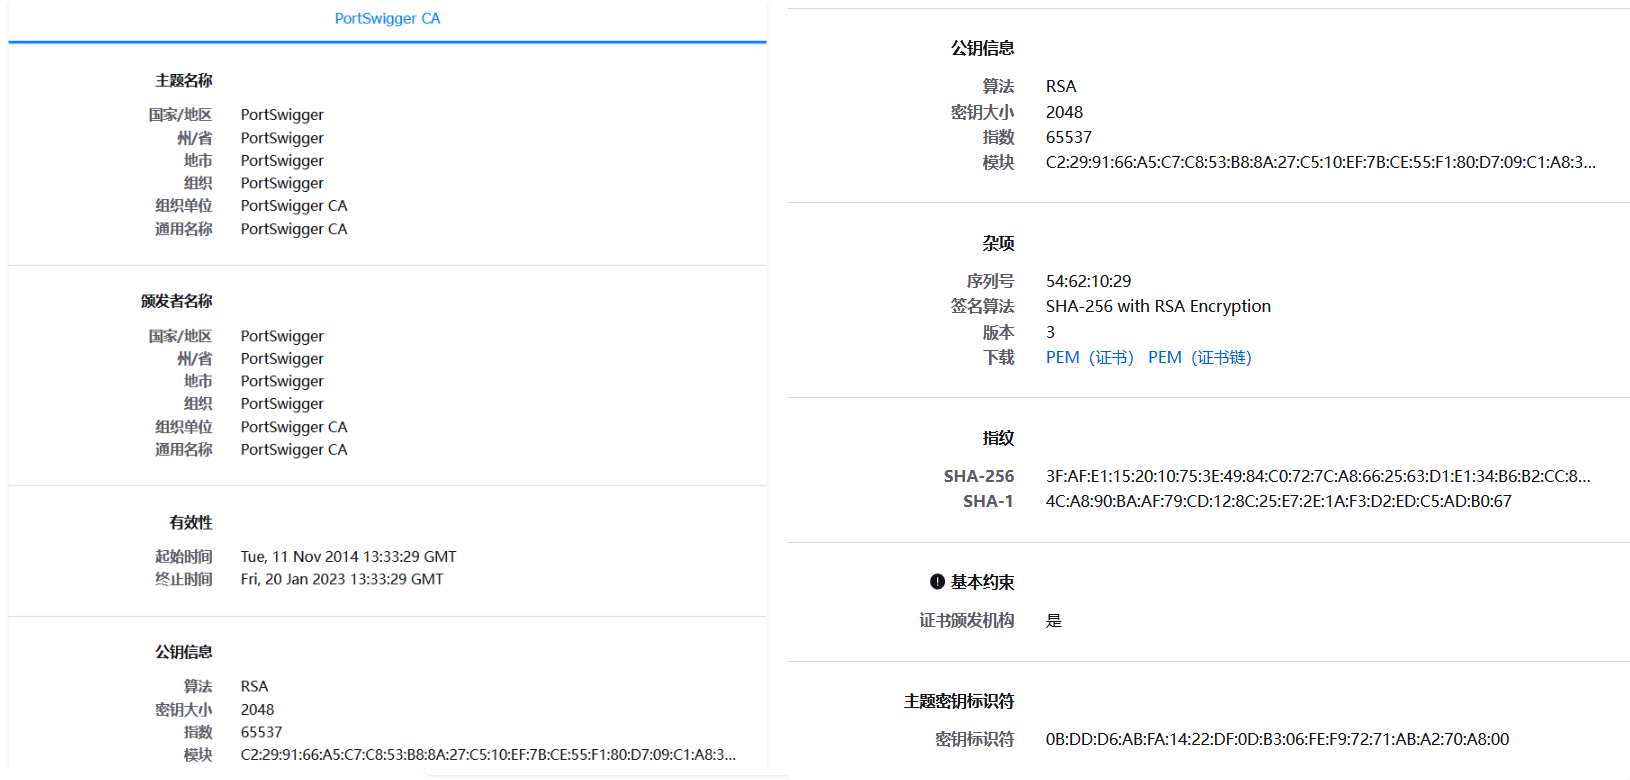 PortSwigger CA
主题名称
国家/地区 PortSwigger
州/省 PortSwigger
地市 PortSwigger
组织 PortSwigger
组织单位 PortSwigger CA
通用名称 PortSwigger CA
颁发者名称
国家/地区 PortSwigger
州/省 PortSwigger
地市 PortSwigger
组织 PortSwigger
组织单位 PortSwigger CA
通用名称 PortSwigger CA
有效性
起始时间 Tue, 11 Nov 2014 13:33:29 GMT
终止时间 Fri, 20 Jan 2023 13:33:29 GMT
公钥信息
算法 RSA
密钥大小 2048
指数 65537
模块 C2:29:91:66:A5:C7:C8:53:B8:8A:27:C5:10:EF:7B:CE:55:F1:80:D7:09:C1:A8:3...
公钥信息
算法 RSA
密钥大小 2048
指数 65537
模块 C2:29:91:66:A5:C7:C8:53:B8:8A:27:C5:10:EF:7B:CE:55:F1:80:D7:09:C1:A8:3...
杂项
序列号 54:62:10:29
签名算法 SHA-256 with RSA Encryption
版本 3
下载 PEM（证书） PEM（证书链）
指纹
SHA-256 3F:AF:E1:15:20:10:75:3E:49:84:C0:72:7C:A8:66:25:63:D1:E1:34:B6:B2:CC:8...
SHA-1 4C:A8:90:BA:AF:79:CD:12:8C:25:E7:2E:1A:F3:D2:ED:C5:AD:B0:67
基本约束
证书颁发机构 是
主题密钥标识符
密钥标识符 0B:DD:D6:AB:FA:14:22:DF:0D:B3:06:FE:F9:72:71:AB:A2:70:A8:00